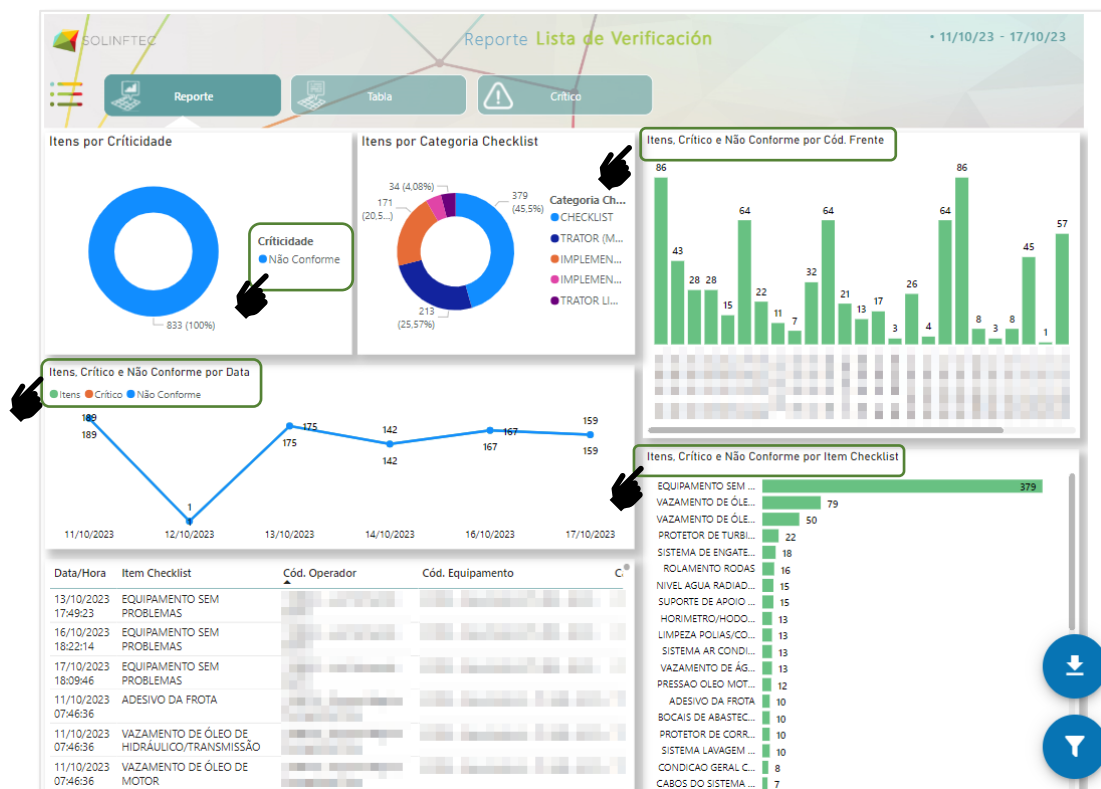 SOLINFTEC
Reporte Lista de Verificación
• 11/10/23 - 17/10/23
Reporte
Tabla
Crítico
Itens por Críticidade
Críticidade
Não Conforme
833 (100%)
Itens por Categoria Checklist
34 (4,08%)
171
(20,5...)
379
(45,5%)
213
(25,57%)
Categoria Ch...
CHECKLIST
TRATOR (M...
IMPLEMEN...
IMPLEMEN...
TRATOR LI...
Itens, Crítico e Não Conforme por Cód. Frente
86
43
28
28
15
64
22
11
7
32
64
21
13
17
3
26
4
64
86
8
3
8
45
1
57
Itens, Crítico e Não Conforme por Data
Itens Crítico Não Conforme
189
189
1
1
175
175
142
142
167
167
159
159
11/10/2023 12/10/2023 13/10/2023 14/10/2023 16/10/2023 17/10/2023
Data/Hora Item Checklist Cód. Operador Cód. Equipamento
13/10/2023 EQUIPAMENTO SEM
17:49:23 PROBLEMAS
16/10/2023 EQUIPAMENTO SEM
18:22:14 PROBLEMAS
17/10/2023 EQUIPAMENTO SEM
18:09:46 PROBLEMAS
11/10/2023 ADESIVO DA FROTA
07:46:36
11/10/2023 VAZAMENTO DE ÓLEO DE
07:46:36 HIDRÁULICO/TRANSMISSÃO
11/10/2023 VAZAMENTO DE ÓLEO DE
07:46:36 MOTOR
Itens, Crítico e Não Conforme por Item Checklist
EQUIPAMENTO SEM ... 379
VAZAMENTO DE ÓLE... 79
VAZAMENTO DE ÓLE... 50
PROTETOR DE TURBI... 22
SISTEMA DE ENGATE... 18
ROLAMENTO RODAS 16
NIVEL AGUA RADIAD... 15
SUPORTE DE APOIO ... 15
HORIMETRO/HODO... 13
LIMPEZA POLIAS/CO... 13
SISTEMA AR CONDI... 13
VAZAMENTO DE ÁG... 13
PRESSAO OLEO MOT... 12
ADESIVO DA FROTA 10
BOCAIS DE ABASTEC... 10
PROTETOR DE CORR... 10
SISTEMA LAVAGEM ... 10
CONDICAO GERAL C... 8
CABOS DO SISTEMA ... 7